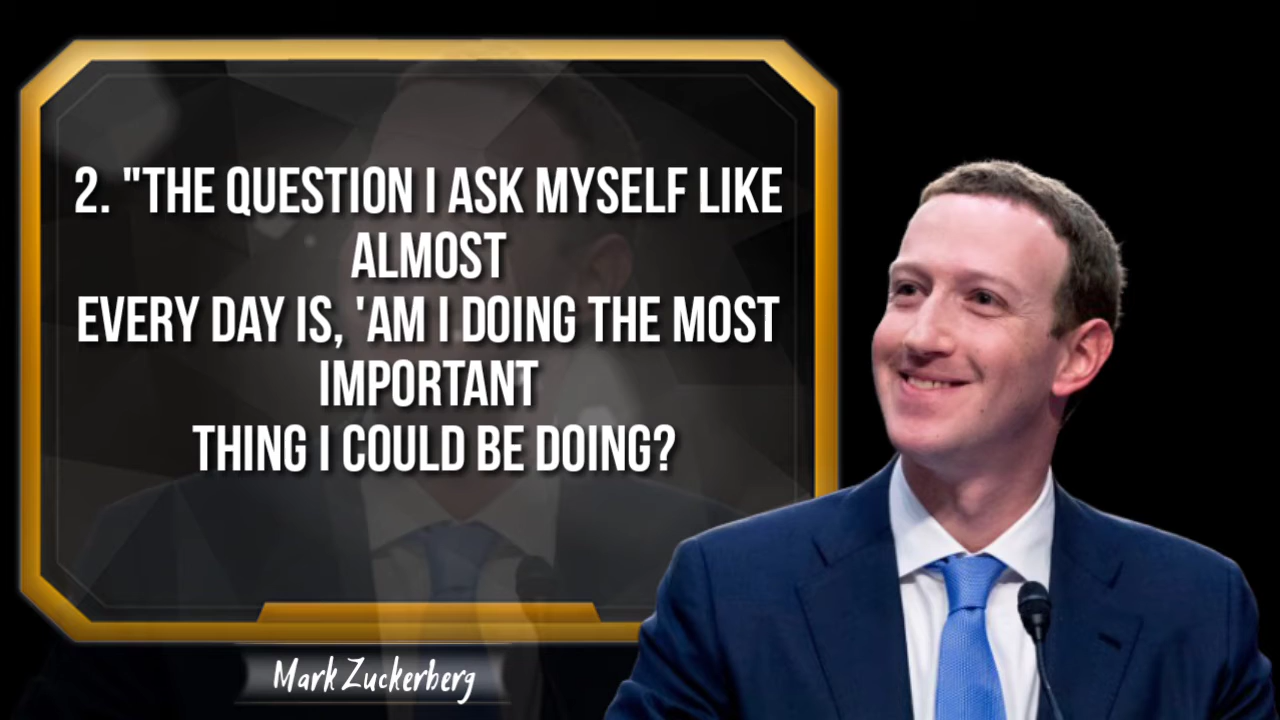 2. "THE QUESTION I ASK MYSELF LIKE
ALMOST
EVERY DAY IS, 'AM I DOING THE MOST
IMPORTANT
THING I COULD BE DOING?
Mark Zuckerberg